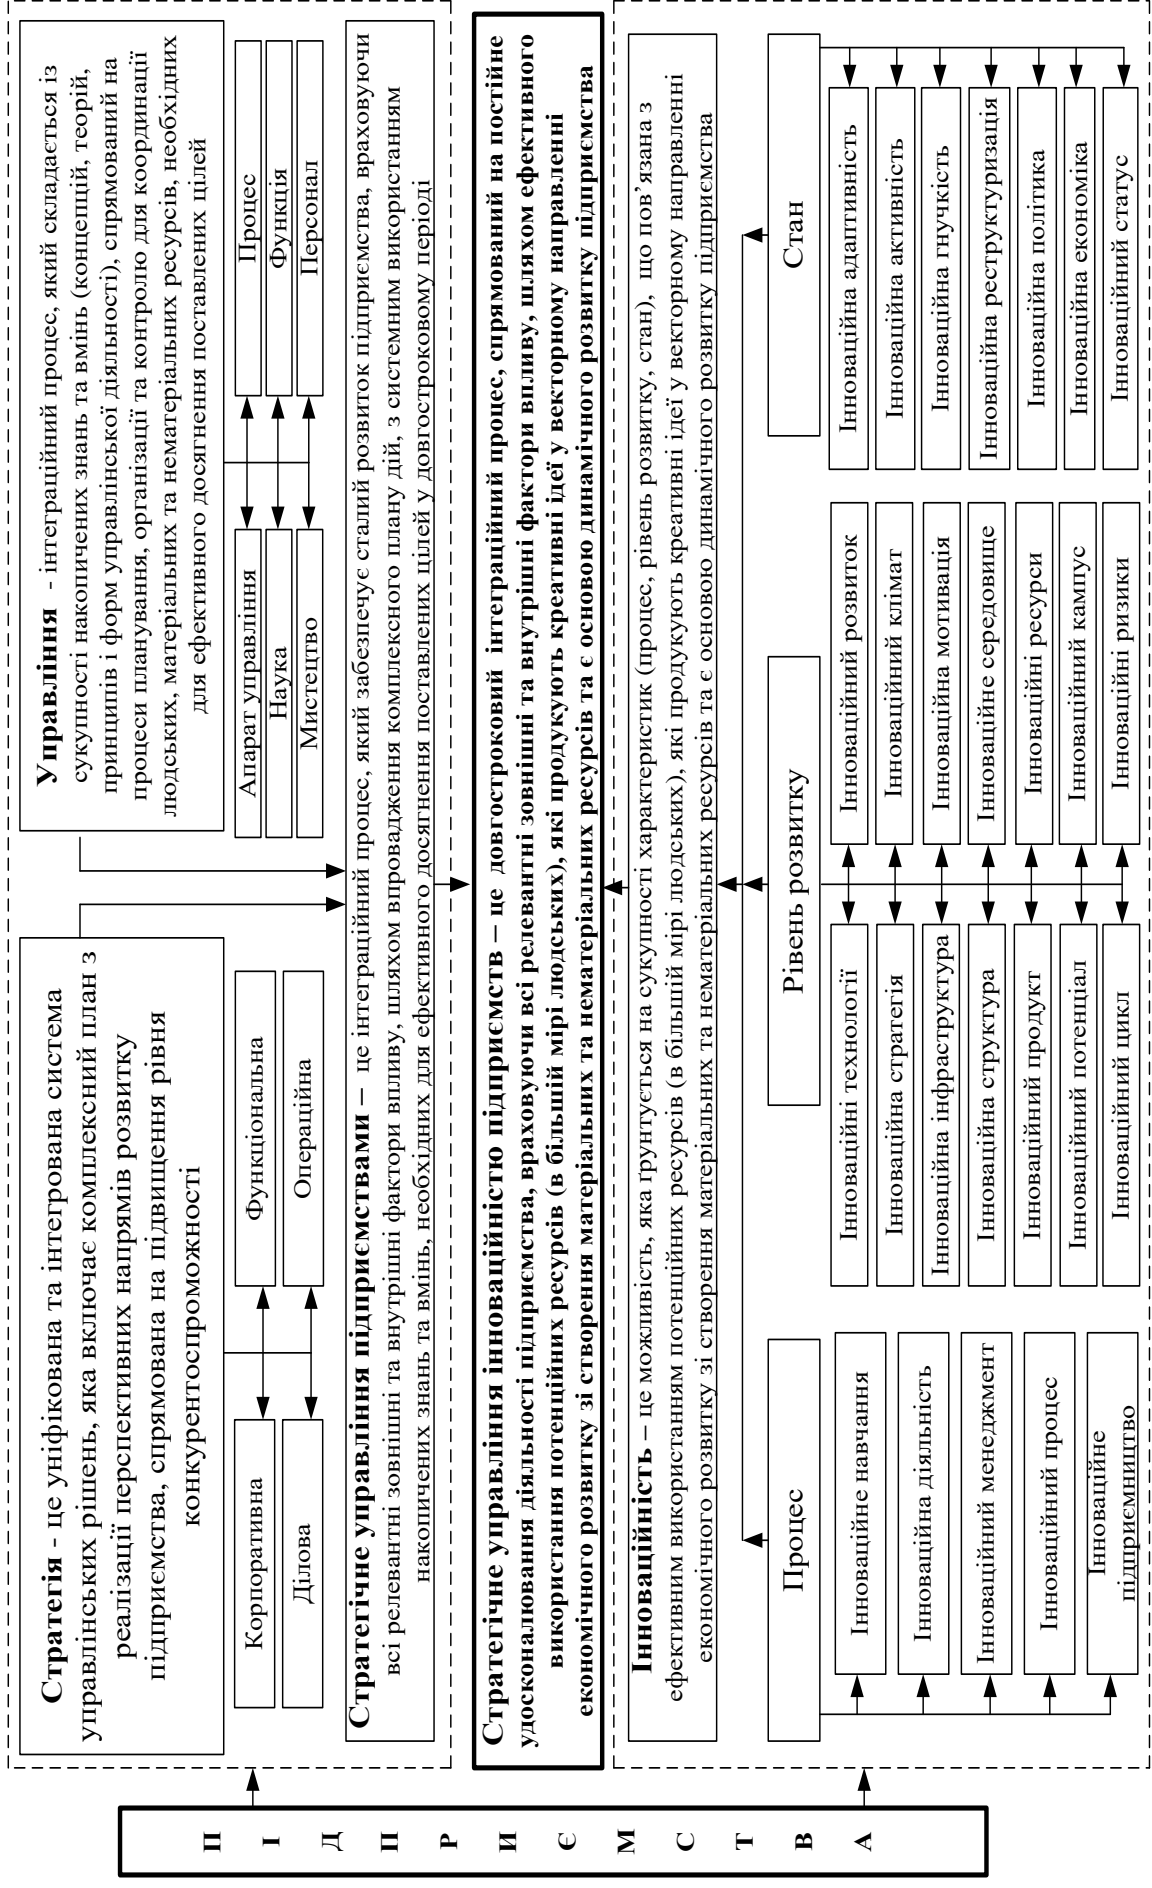 П
І
Д
П
Р
И
Є
М
С
Т
В
А
Стратегія - це уніфікована та інтегрована система
управлінських рішень, яка включає комплексний план з
реалізації перспективних напрямів розвитку
підприємства, спрямована на підвищення рівня
конкурентоспроможності
Корпоративна
Функціональна
Ділова
Операційна
Управління - інтеграційний процес, який складається із
сукупності накопичених знань та вмінь (концепцій, теорій,
принципів і форм управлінської діяльності), спрямований на
процеси планування, організації та контролю для координації
людських, матеріальних та нематеріальних ресурсів, необхідних
для ефективного досягнення поставлених цілей
Апарат управління
Процес
Наука
Функція
Мистецтво
Персонал
Стратегічне управління підприємствами – це інтеграційний процес, який забезпечує сталий розвиток підприємства, враховуючи
всі релевантні зовнішні та внутрішні фактори впливу, шляхом впровадження комплексного плану дій, з системним використанням
накопичених знань та вмінь, необхідних для ефективного досягнення поставлених цілей у довгостроковому періоді
Стратегічне управління інноваційністю підприємств – це довгостроковий інтеграційний процес, спрямований на постійне
удосконалювання діяльності підприємства, враховуючи всі релевантні зовнішні та внутрішні фактори впливу, шляхом ефективного
використання потенційних ресурсів (в більшій мірі людських), які продукують креативні ідеї у векторному направленні
економічного розвитку зі створення матеріальних та нематеріальних ресурсів та є основою динамічного розвитку підприємства
Інноваційність – це можливість, яка ґрунтується на сукупності характеристик (процес, рівень розвитку, стан), що пов'язана з
ефективним використанням потенційних ресурсів (в більшій мірі людських), які продукують креативні ідеї у векторному направленні
економічного розвитку зі створення матеріальних та нематеріальних ресурсів та є основою динамічного розвитку підприємства
Процес
Інноваційне навчання
Інноваційна діяльність
Інноваційний менеджмент
Інноваційний процес
Інноваційне
підприємництво
Рівень розвитку
Інноваційні технології
Інноваційний розвиток
Інноваційна стратегія
Інноваційний клімат
Інноваційна інфраструктура
Інноваційна мотивація
Інноваційна структура
Інноваційне середовище
Інноваційний продукт
Інноваційні ресурси
Інноваційний потенціал
Інноваційний кампус
Інноваційний цикл
Інноваційні ризики
Стан
Інноваційна адаптивність
Інноваційна активність
Інноваційна гнучкість
Інноваційна реструктуризація
Інноваційна політика
Інноваційна економіка
Інноваційний статус